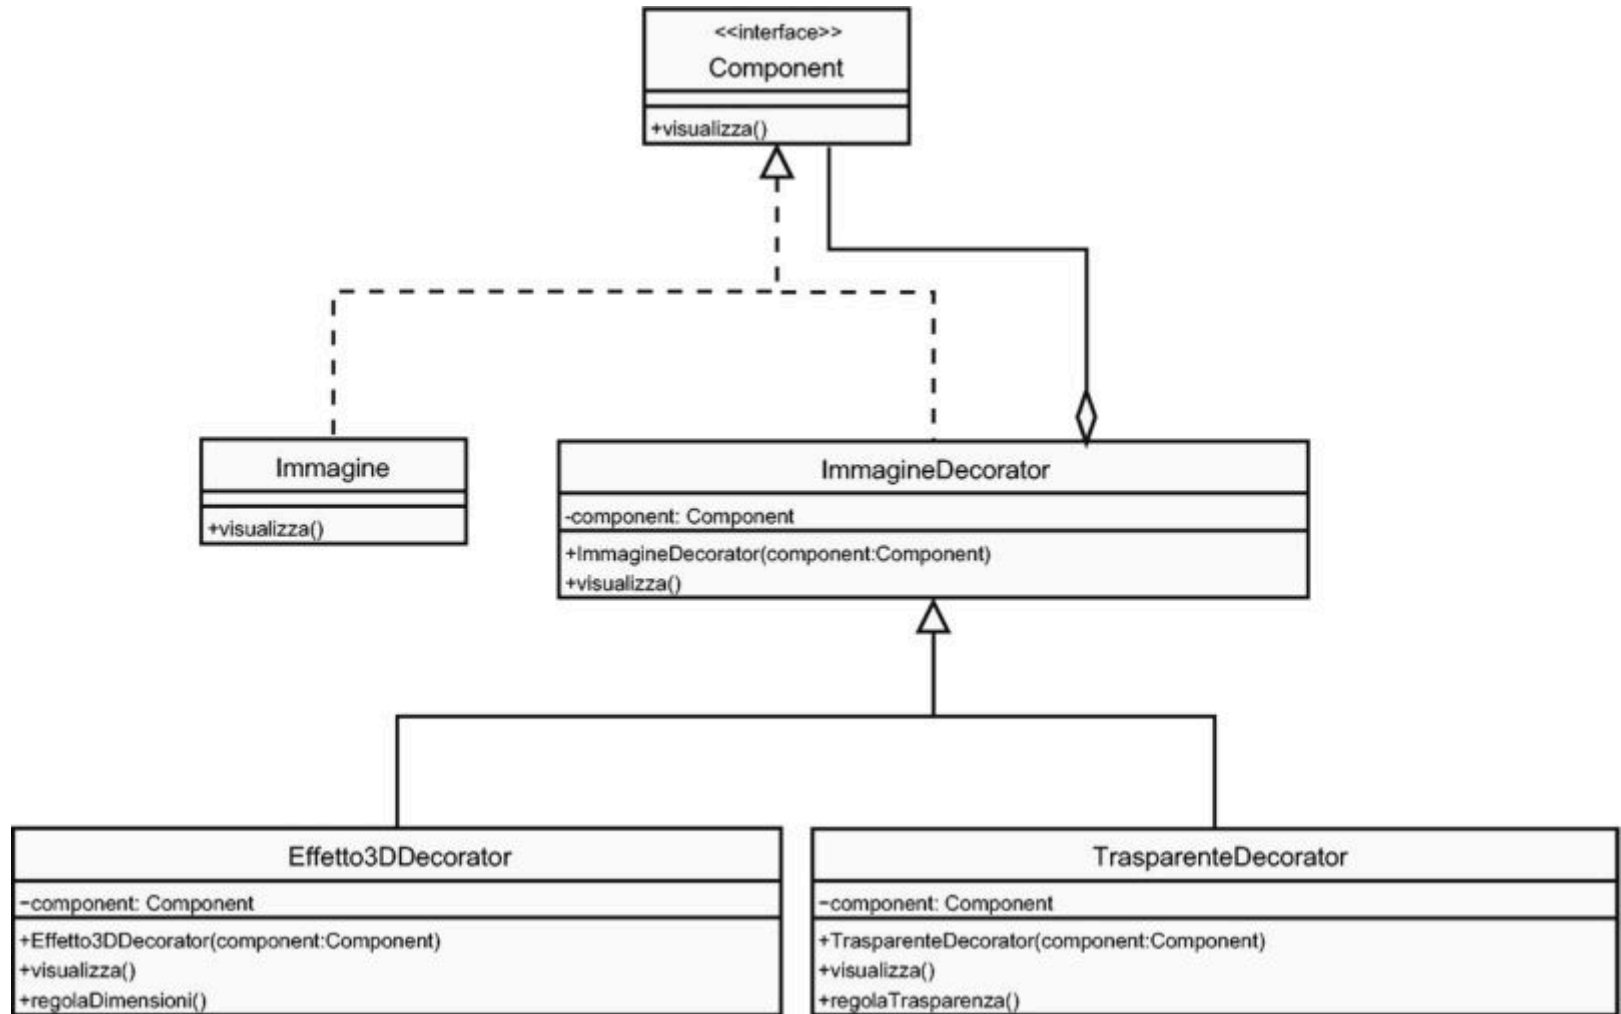 <<interface>>
Component
+visualizza()
Immagine
+visualizza()
ImmagineDecorator
-component: Component
+ImmagineDecorator(component:Component)
+visualizza()
Effetto3DDecorator
−component: Component
+Effetto3DDecorator(component:Component)
+visualizza()
+regolaDimensioni()
TrasparenteDecorator
−component: Component
+TrasparenteDecorator(component:Component)
+visualizza()
+regolaTrasparenza()